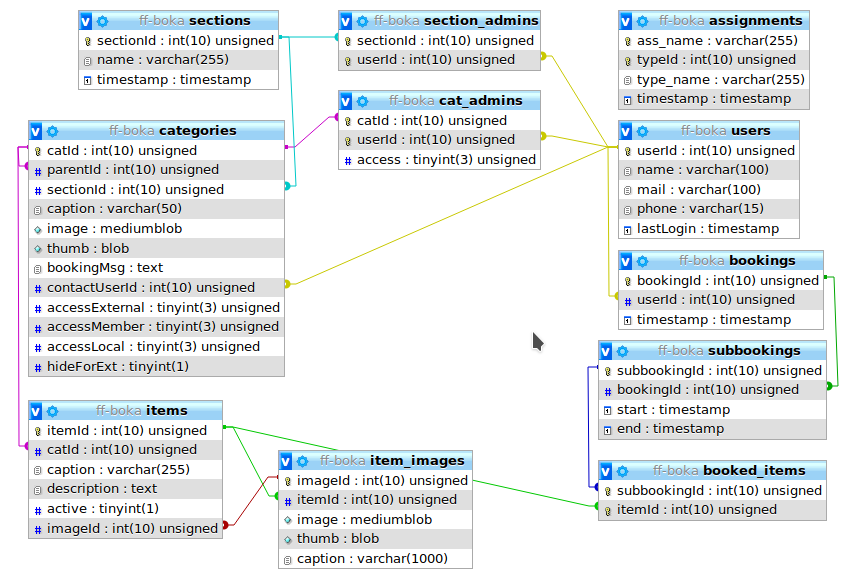 ff-boka sections
sectionId : int(10) unsigned
name : varchar(255)
timestamp : timestamp
ff-boka section_admins
sectionId : int(10) unsigned
userId : int(10) unsigned
ff-boka assignments
ass_name : varchar(255)
typeId : int(10) unsigned
type_name : varchar(255)
timestamp : timestamp
ff-boka cat_admins
catId : int(10) unsigned
userId : int(10) unsigned
access : tinyint(3) unsigned
ff-boka categories
catId : int(10) unsigned
parentId : int(10) unsigned
sectionId : int(10) unsigned
caption : varchar(50)
image : mediumblob
thumb : blob
bookingMsg : text
contactUserId : int(10) unsigned
accessExternal : tinyint(3) unsigned
accessMember : tinyint(3) unsigned
accessLocal : tinyint(3) unsigned
hideForExt : tinyint(1)
ff-boka users
userId : int(10) unsigned
name : varchar(100)
mail : varchar(100)
phone : varchar(15)
lastLogin : timestamp
ff-boka bookings
bookingId : int(10) unsigned
userId : int(10) unsigned
timestamp : timestamp
ff-boka subbookings
subbookingId : int(10) unsigned
bookingId : int(10) unsigned
start : timestamp
end : timestamp
ff-boka items
itemId : int(10) unsigned
catId : int(10) unsigned
caption : varchar(255)
description : text
active : tinyint(1)
imageId : int(10) unsigned
ff-boka item_images
imageId : int(10) unsigned
itemId : int(10) unsigned
image : mediumblob
thumb : blob
caption : varchar(1000)
ff-boka booked_items
subbookingId : int(10) unsigned
itemId : int(10) unsigned